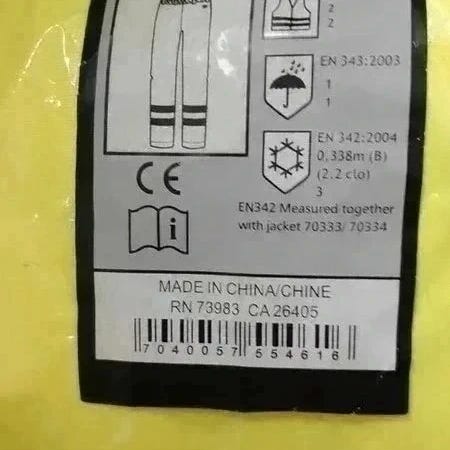 2
2
EN 343:2003
1
1
EN 342:2004
0,338m (B)
(2.2 clo)
3
CE
i
EN342 Measured together
with jacket 70333/ 70334
MADE IN CHINA/CHINE
RN 73983 CA 26405
7040057 554616